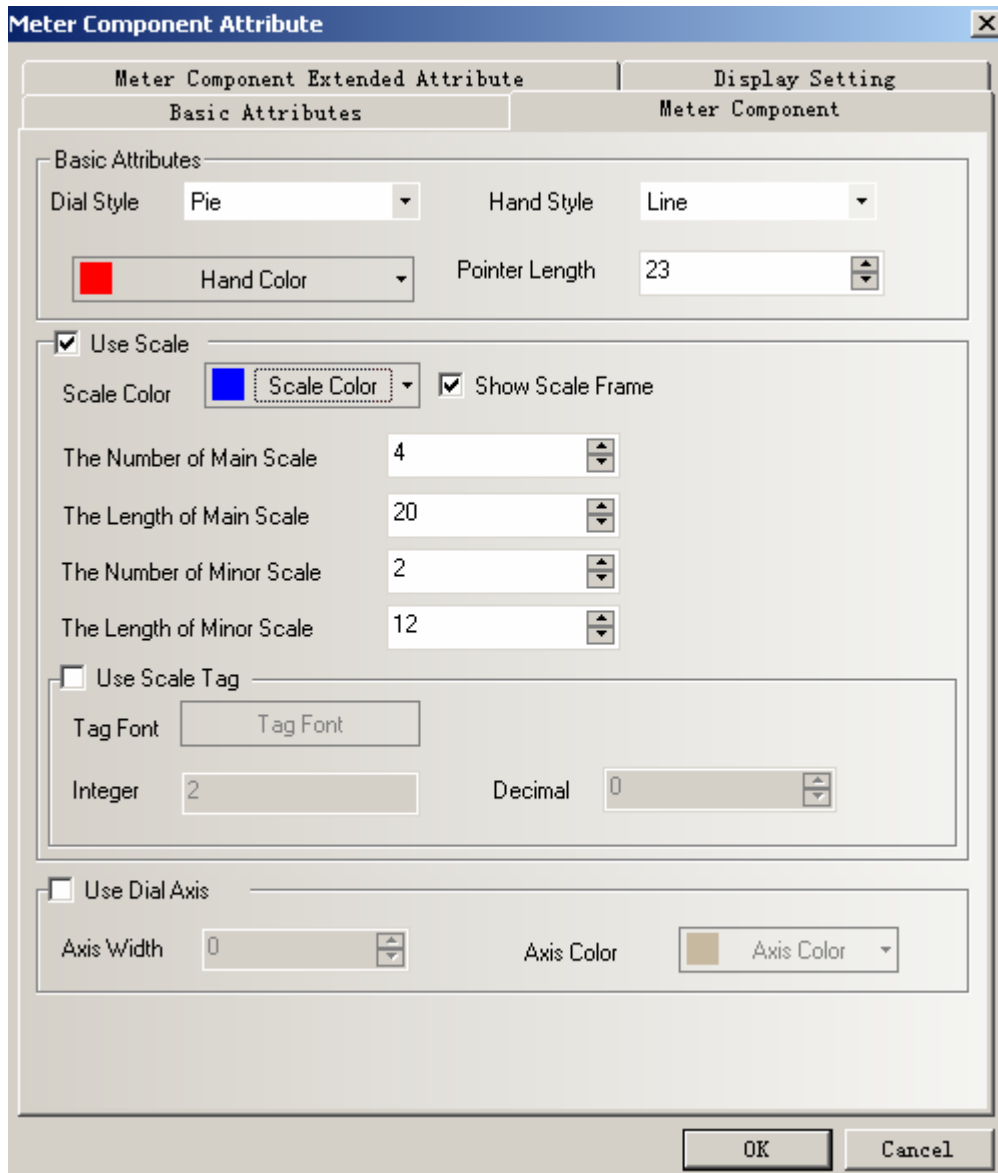 Meter Component Attribute
Meter Component Extended Attribute Display Setting
Basic Attributes Meter Component
Basic Attributes
Dial Style Pie Hand Style Line
Hand Color Pointer Length 23
Use Scale
Scale Color Scale Color Show Scale Frame
The Number of Main Scale 4
The Length of Main Scale 20
The Number of Minor Scale 2
The Length of Minor Scale 12
Use Scale Tag
Tag Font Tag Font
Integer 2 Decimal 0
Use Dial Axis
Axis Width 0 Axis Color Axis Color
OK Cancel